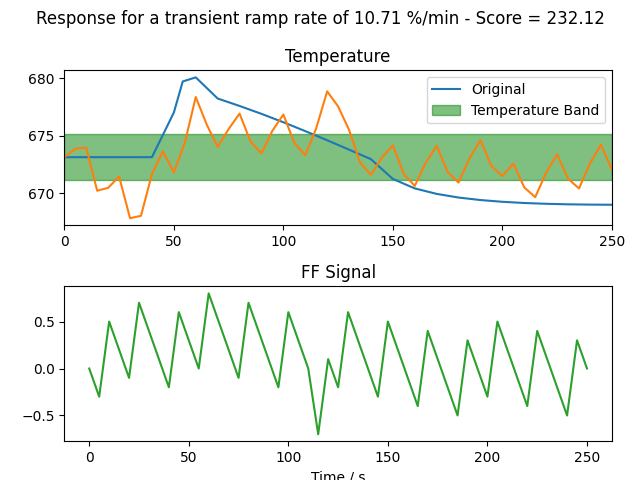 Response for a transient ramp rate of 10.71 %/min - Score = 232.12
Temperature
Original
Temperature Band
680
675
670
0 50 100 150 200 250
FF Signal
0.5
0.0
−0.5
0 50 100 150 200 250
Time / s